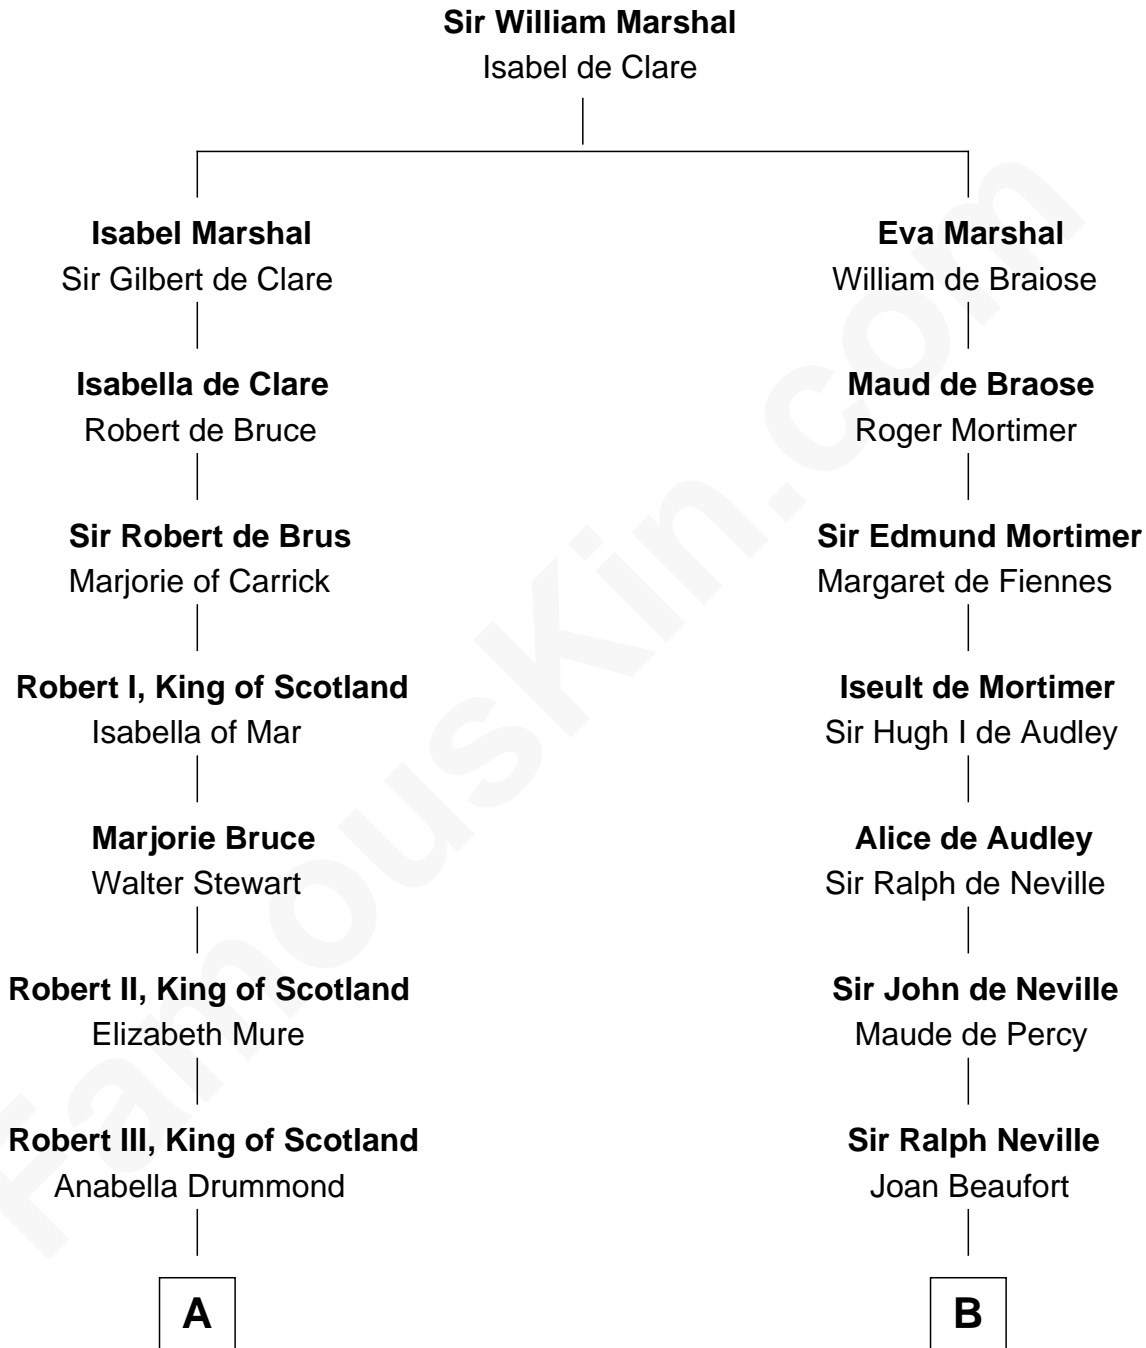 Sir William Marshal
Isabel de Clare
Isabel Marshal
Sir Gilbert de Clare
Isabella de Clare
Robert de Bruce
Sir Robert de Brus
Marjorie of Carrick
Robert I, King of Scotland
Isabella of Mar
Marjorie Bruce
Walter Stewart
Robert II, King of Scotland
Elizabeth Mure
Robert III, King of Scotland
Anabella Drummond
A
Eva Marshal
William de Braiose
Maud de Braose
Roger Mortimer
Sir Edmund Mortimer
Margaret de Fiennes
Iseult de Mortimer
Sir Hugh I de Audley
Alice de Audley
Sir Ralph de Neville
Sir John de Neville
Maude de Percy
Sir Ralph Neville
Joan Beaufort
B
FamousKin.com